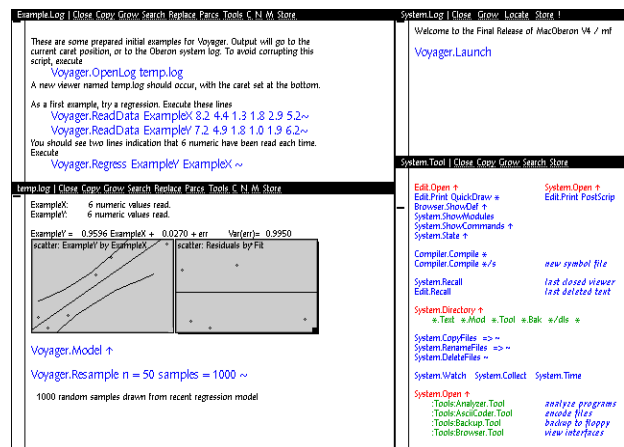 Example.Log | Close Copy Grow Search Replace Parcs Tools C N M Store
These are some prepared initial examples for Voyager. Output will go to the
current caret position, or to the Oberon system log. To avoid corrupting this
script, execute
Voyager.OpenLog temp.log
A new viewer named temp.log should occur, with the caret set at the bottom.
As a first example, try a regression. Execute these lines
Voyager.ReadData ExampleX 8.2 4.4 1.3 1.8 2.9 5.2~
Voyager.ReadData ExampleY 7.2 4.9 1.8 1.0 1.9 6.2~
You should see two lines indication that 6 numeric have been read each time.
Execute
Voyager.Regress ExampleY ExampleX ~
temp.log | Close Copy Grow Search Replace Parcs Tools C N M Store
ExampleX: 6 numeric values read.
ExampleY: 6 numeric values read.
ExampleY = 0.9596 ExampleX + 0.0270 + err Var(err)= 0.9950
scatter: ExampleY by ExampleX
scatter: Residuals by Fit
Voyager.Model ↑
Voyager.Resample n = 50 samples = 1000 ~
1000 random samples drawn from recent regression model
System.Log | Close Grow Locate Store !
Welcome to the Final Release of MacOberon V4 / mf
Voyager.Launch
System.Tool | Close Copy Grow Search Store
Edit.Open ↑ System.Open ↑
Edit.Print QuickDraw * Edit.Print PostScrip
Browser.ShowDef ↑
System.ShowModules
System.ShowCommands ↑
System.State ↑
Compiler.Compile *
Compiler.Compile */s new symbol file
System.Recall last closed viewer
Edit.Recall last deleted text
System.Directory ↑
*.Text *.Mod *.Tool *.Bak */dls *
System.CopyFiles => ~
System.RenameFiles => ~
System.DeleteFiles ~
System.Watch System.Collect System.Time
System.Open ↑
:Tools:Analyzer.Tool analyze programs
:Tools:AsciiCoder.Tool encode files
:Tools:Backup.Tool backup to floppy
:Tools:Browser.Tool view interfaces